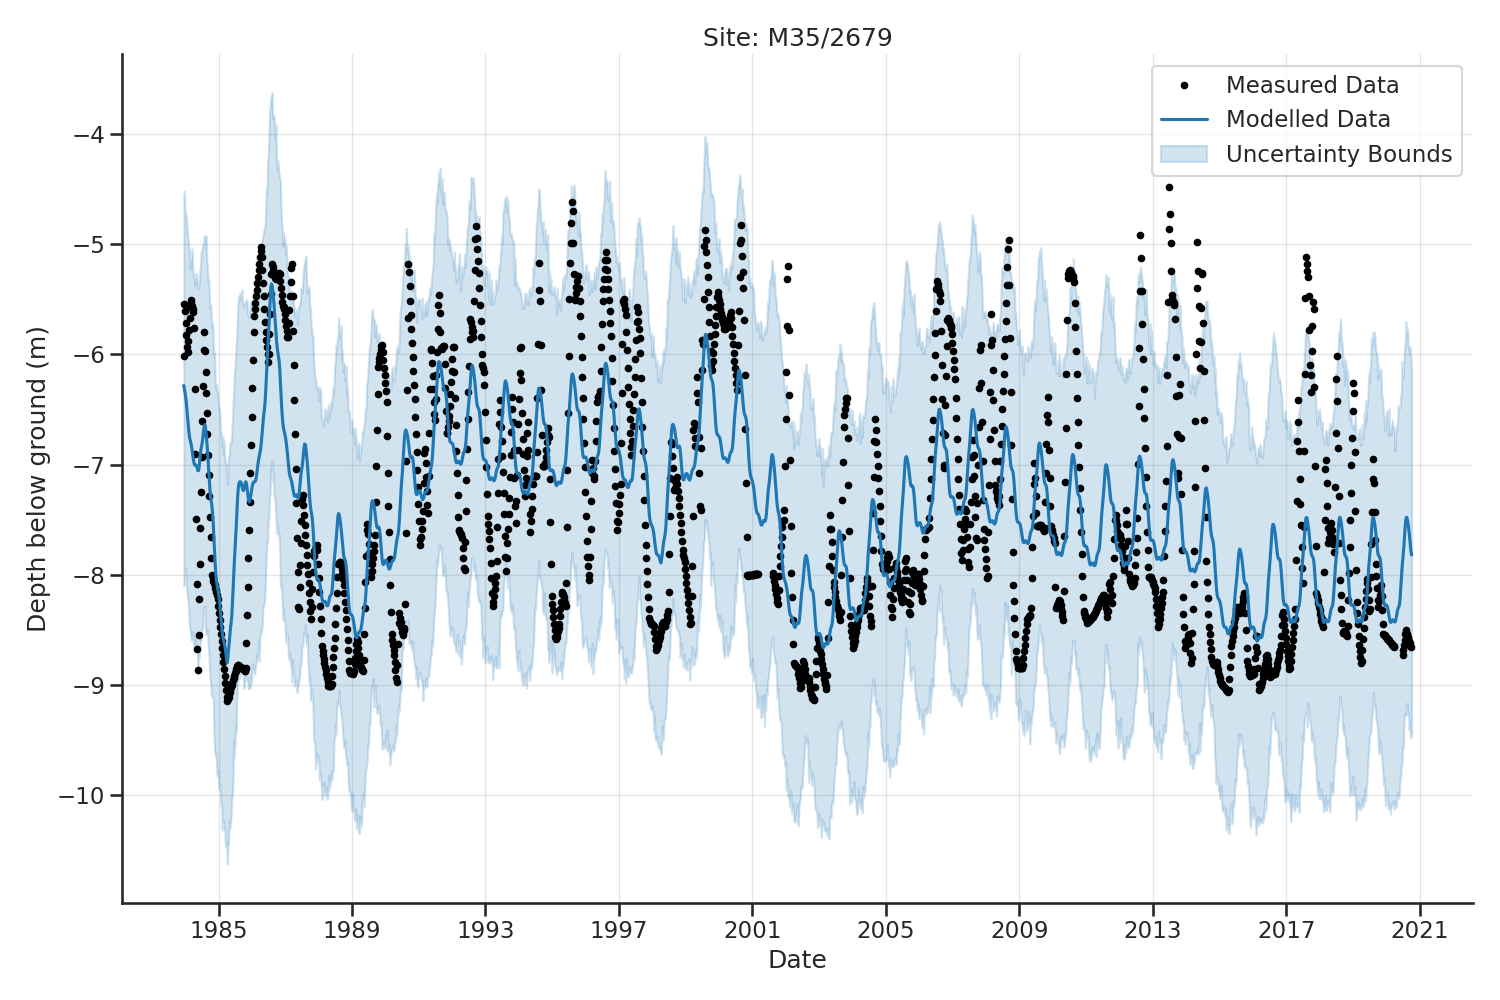 Site: M35/2679
Measured Data
Modelled Data
Uncertainty Bounds
Depth below ground (m)
−4
−5
−6
−7
−8
−9
−10
1985 1989 1993 1997 2001 2005 2009 2013 2017 2021
Date